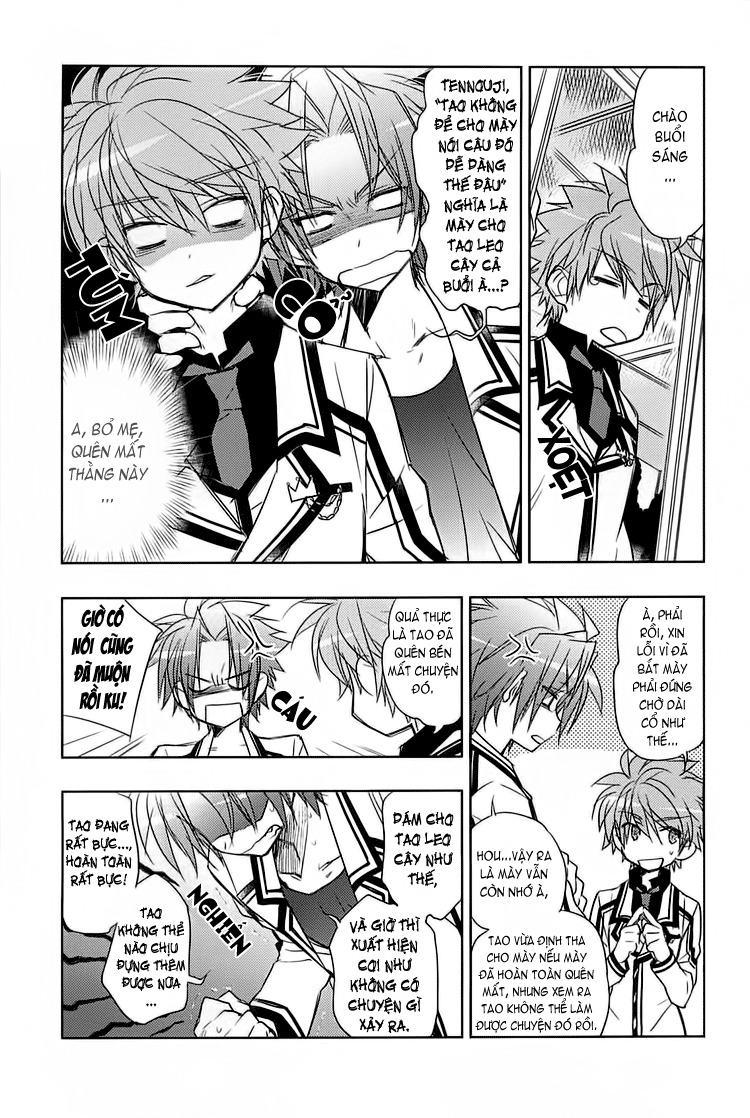 CHÀO
BUỔI
SÁNG
...
XOẸT
TENNOUJI,
"TAO KHÔNG
ĐỂ CHO MÀY
NÓI CÂU ĐÓ
DỄ DÀNG
THẾ ĐÂU"
NGHĨA LÀ
MÀY CHO
TAO LEO
CÂY CẢ
BUỔI À...?
TÚM
CỔ
A, BỎ MẸ,
QUÊN MẤT
THẰNG NÀY
...
À, PHẢI
RỒI, XIN
LỖI VÌ ĐÃ
BẮT MÀY
PHẢI ĐỨNG
CHỜ DÀI
CỔ NHƯ
THẾ...
HOU...VẬY RA
LÀ MÀY VẪN
CÒN NHỚ À,
TAO VỪA ĐỊNH THA
CHO MÀY NẾU MÀY
ĐÃ HOÀN TOÀN QUÊN
MẤT, NHƯNG XEM RA
TAO KHÔNG THỂ LÀM
ĐƯỢC CHUYỆN ĐÓ RỒI.
QUẢ THỰC
LÀ TAO ĐÃ
QUÊN BÉN
MẤT CHUYỆN
ĐÓ.
CÁU
GIỜ CÓ
NÓI CŨNG
ĐÃ MUỘN
RỒI KU!
DÁM CHO
TAO LEO
CÂY NHƯ
THẾ,
VÀ GIỜ THÌ
XUẤT HIỆN
COI NHƯ
KHÔNG CÓ
CHUYỆN GÌ
XẢY RA.
NGHIẾN
TAO ĐANG
RẤT BỰC...,
HOÀN TOÀN
RẤT BỰC!
TAO
KHÔNG THỂ
NÀO CHỊU
ĐỰNG THÊM
ĐƯỢC NỮA
...